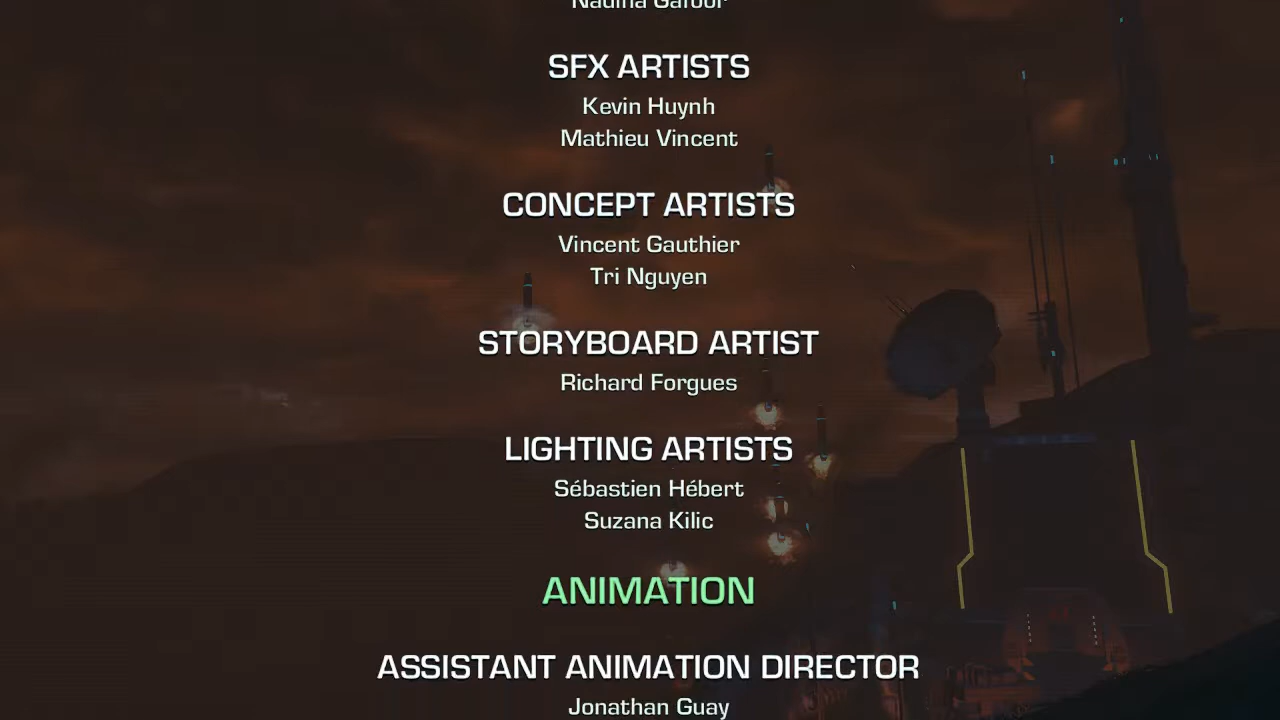 SFX ARTISTS
Kevin Huynh
Mathieu Vincent
CONCEPT ARTISTS
Vincent Gauthier
Tri Nguyen
STORYBOARD ARTIST
Richard Forgues
LIGHTING ARTISTS
Sébastien Hébert
Suzana Kilic
ANIMATION
ASSISTANT ANIMATION DIRECTOR
Jonathan Guay